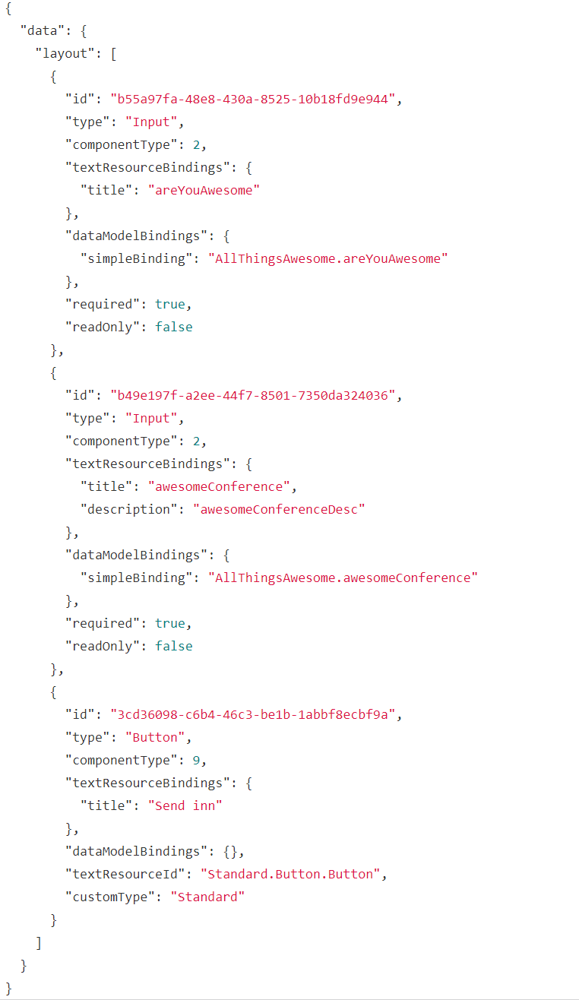 {
  "data": {
    "layout": [
      {
        "id": "b55a97fa-48e8-430a-8525-10b18fd9e944",
        "type": "Input",
        "componentType": 2,
        "textResourceBindings": {
          "title": "areYouAwesome"
        },
        "dataModelBindings": {
          "simpleBinding": "AllThingsAwesome.areYouAwesome"
        },
        "required": true,
        "readOnly": false
      },
      {
        "id": "b49e197f-a2ee-44f7-8501-7350da324036",
        "type": "Input",
        "componentType": 2,
        "textResourceBindings": {
          "title": "awesomeConference",
          "description": "awesomeConferenceDesc"
        },
        "dataModelBindings": {
          "simpleBinding": "AllThingsAwesome.awesomeConference"
        },
        "required": true,
        "readOnly": false
      },
      {
        "id": "3cd36098-c6b4-46c3-be1b-1abbf8ecbf9a",
        "type": "Button",
        "componentType": 9,
        "textResourceBindings": {
          "title": "Send inn"
        },
        "dataModelBindings": {},
        "textResourceId": "Standard.Button.Button",
        "customType": "Standard"
      }
    ]
  }
}